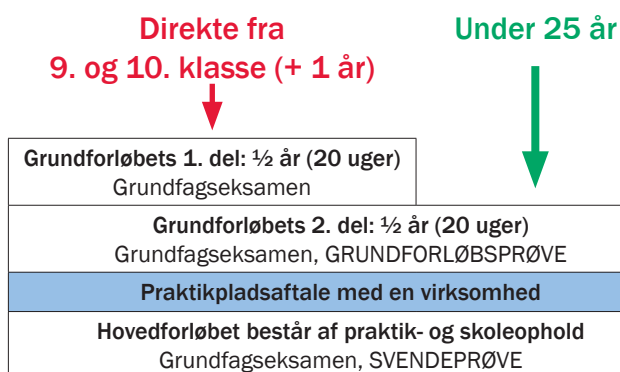 Direkte fra
9. og 10. klasse (+ 1 år)
Under 25 år
Grundforløbets 1. del: ½ år (20 uger)
Grundfagseksamen
Grundforløbets 2. del: ½ år (20 uger)
Grundfagseksamen, GRUNDFORLØBSPRØVE
Praktikpladsaftale med en virksomhed
Hovedforløbet består af praktik- og skoleophold
Grundfagseksamen, SVENDEPRØVE